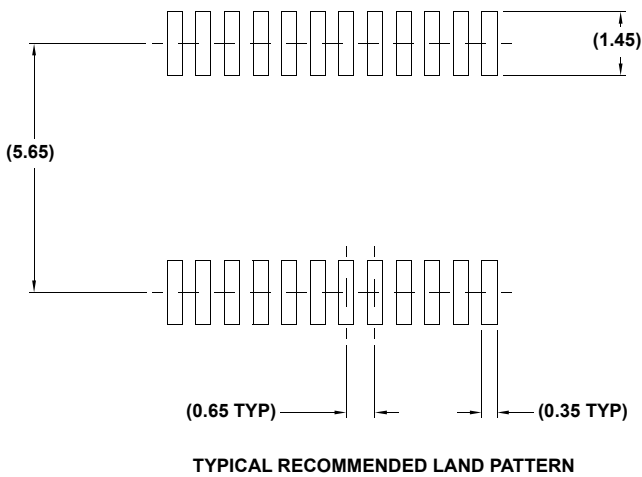 (1.45)
(5.65)
(0.65 TYP)
(0.35 TYP)
TYPICAL RECOMMENDED LAND PATTERN